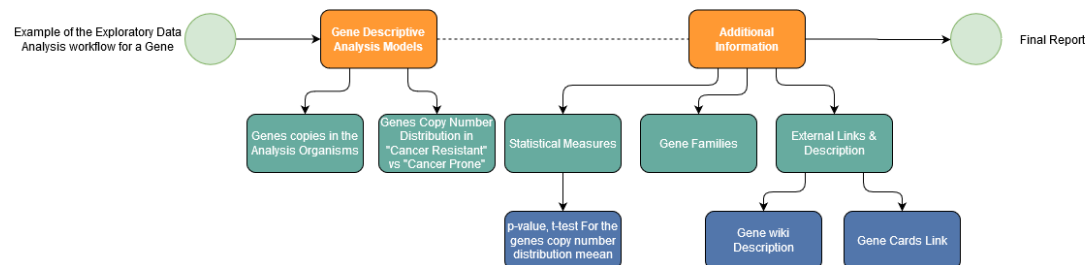 Example of the Exploratory Data
Analysis workflow for a Gene
Gene Descriptive
Analysis Models
Additional
Information
Final Report
Genes copies in the
Analysis Organisms
Genes Copy Number
Distribution in
"Cancer Resistant"
vs "Cancer Prone"
Statistical Measures
Gene Families
External Links &
Description
p-value, t-test For the
genes copy number
distribution meean
Gene wiki
Description
Gene Cards Link